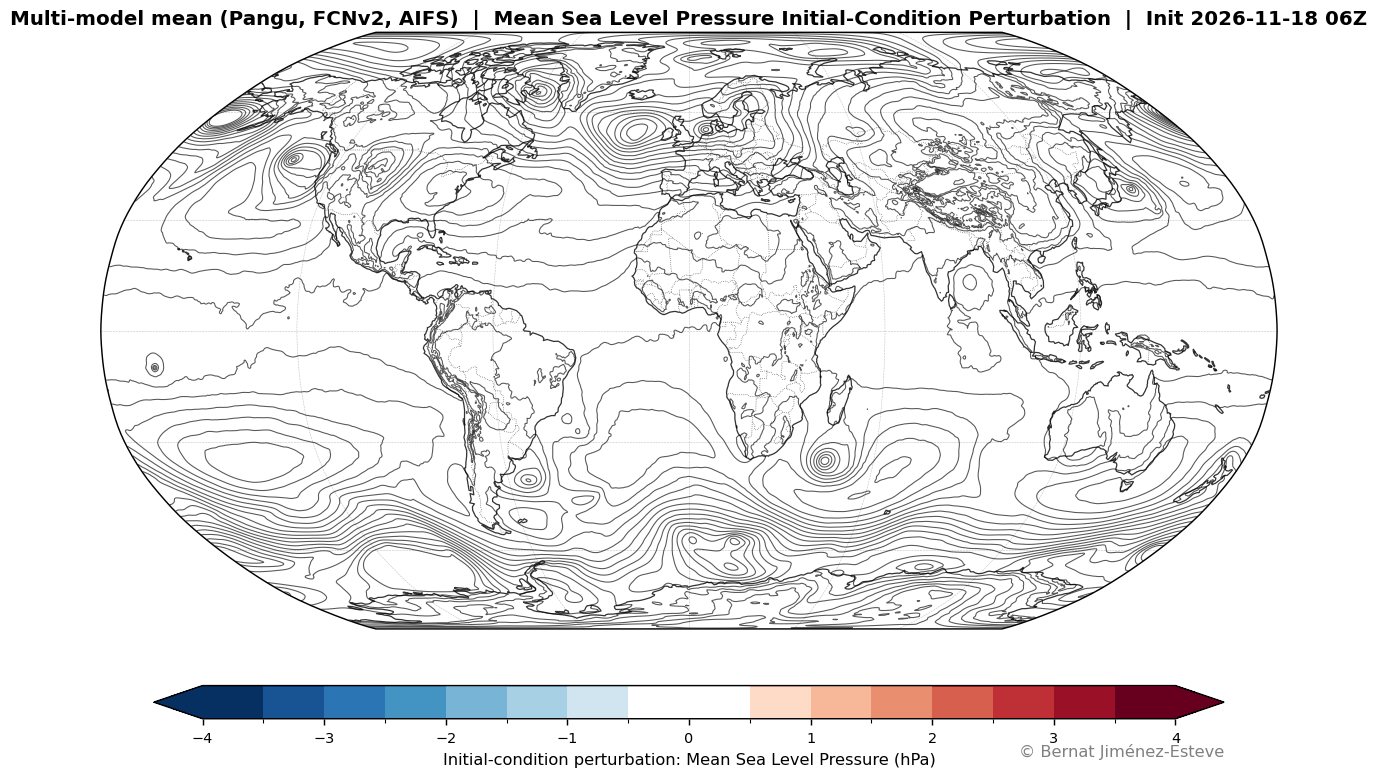 Multi-model mean (Pangu, FCNv2, AIFS)  |  Mean Sea Level Pressure Initial-Condition Perturbation  |  Init 2026-11-18 06Z
−4 −3 −2 −1 0 1 2 3 4
Initial-condition perturbation: Mean Sea Level Pressure (hPa)
© Bernat Jiménez-Esteve